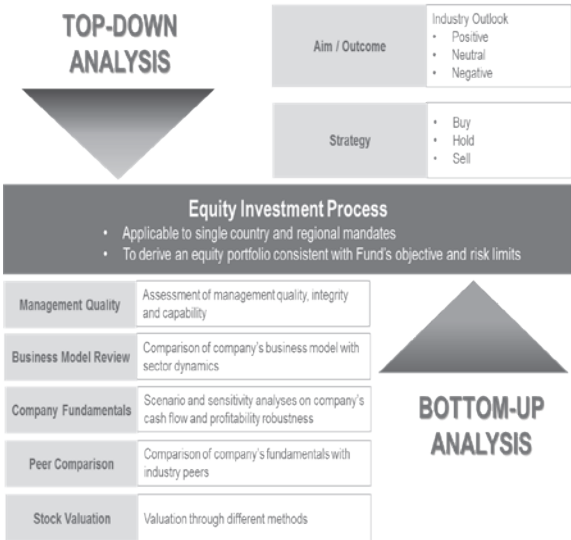 TOP-DOWN
ANALYSIS
Aim / Outcome
Industry Outlook
• Positive
• Neutral
• Negative
Strategy
• Buy
• Hold
• Sell
Equity Investment Process
• Applicable to single country and regional mandates
• To derive an equity portfolio consistent with Fund's objective and risk limits
Management Quality
Assessment of management quality, integrity
and capability
Business Model Review
Comparison of company's business model with
sector dynamics
Company Fundamentals
Scenario and sensitivity analyses on company's
cash flow and profitability robustness
Peer Comparison
Comparison of company's fundamentals with
industry peers
Stock Valuation
Valuation through different methods
BOTTOM-UP
ANALYSIS